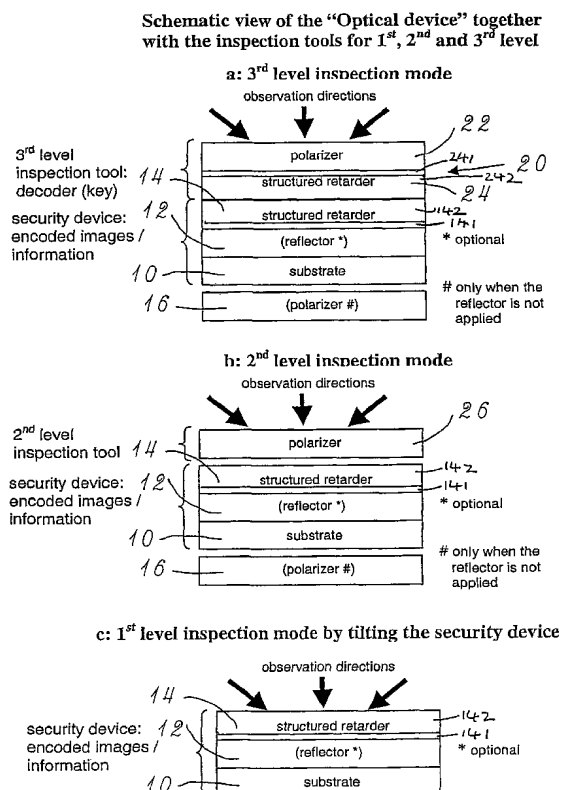 Schematic view of the “Optical device” together
with the inspection tools for 1st, 2nd and 3rd level
a: 3rd level inspection mode
observation directions
22
polarizer
241
20
3rd level
inspection tool:
decoder (key)
14
structured retarder
242
24
security device:
encoded images /
information
12
structured retarder
142
141
(reflector *)
* optional
10
substrate
16
(polarizer #)
# only when the
reflector is not
applied
b: 2nd level inspection mode
observation directions
26
2nd level
inspection tool
14
polarizer
security device:
encoded images /
information
12
structured retarder
142
141
(reflector *)
* optional
10
substrate
16
(polarizer #)
# only when the
reflector is not
applied
c: 1st level inspection mode by tilting the security device
observation directions
14
security device:
encoded images /
information
12
structured retarder
142
141
(reflector *)
* optional
10
substrate